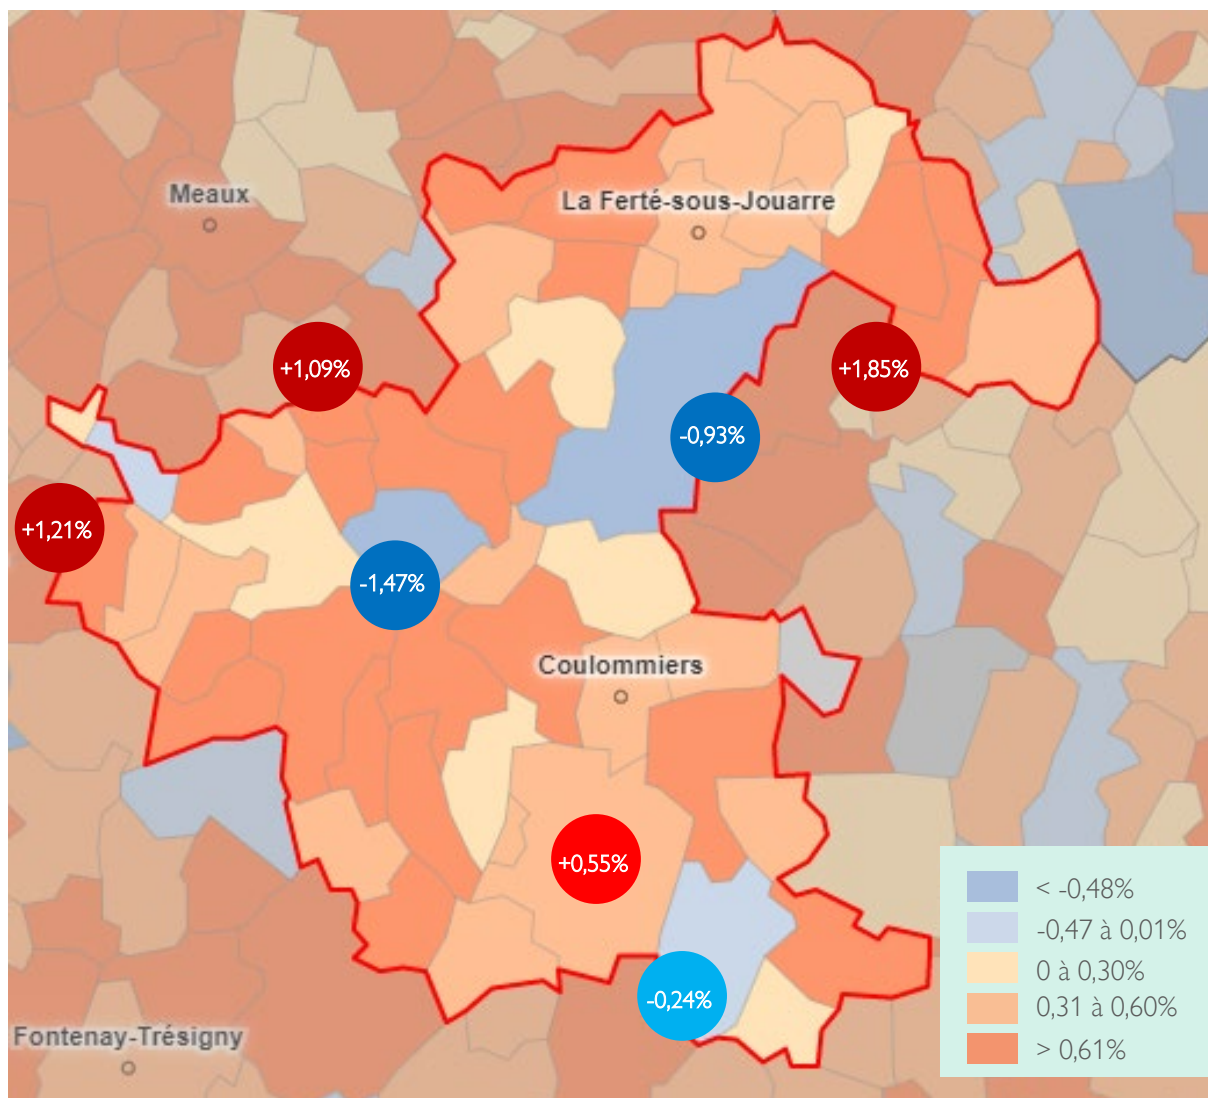 Meaux
La Ferté-sous-Jouarre
+1,09%
+1,85%
-0,93%
+1,21%
-1,47%
Coulommiers
+0,55%
-0,24%
Fontenay-Trésigny
< -0,48%
-0,47 à 0,01%
0 à 0,30%
0,31 à 0,60%
> 0,61%